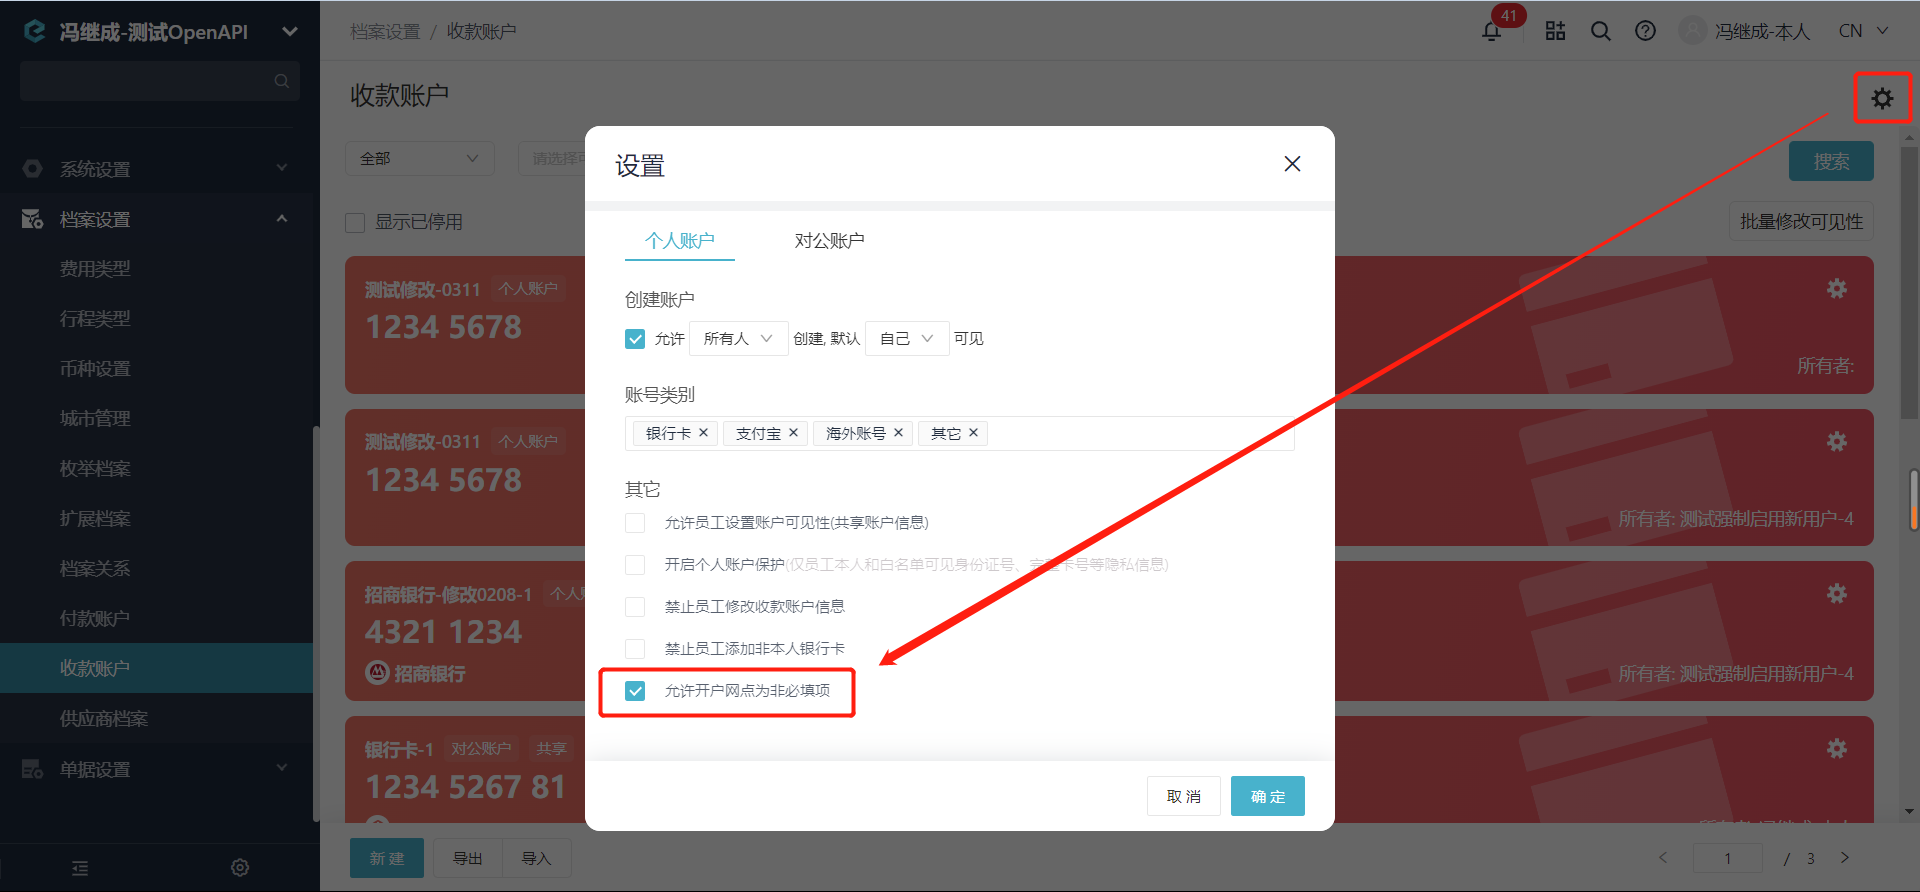 冯继成-测试OpenAPI
系统设置
档案设置
费用类型
行程类型
币种设置
城市管理
枚举档案
扩展档案
档案关系
付款账户
收款账户
供应商档案
单据设置
档案设置 / 收款账户
41
冯继成-本人
CN
收款账户
全部
请选择
搜索
显示已停用
批量修改可见性
测试修改-0311 个人账户
1234 5678
所有者:
测试修改-0311 个人账户
1234 5678
所有者: 测试强制启用新用户-4
招商银行-修改0208-1 个人
4321 1234
招商银行
所有者: 测试强制启用新用户-4
银行卡-1 对公账户 共享
1234 5267 81
新 建
导出
导入
1 / 3
设置
个人账户
对公账户
创建账户
允许 所有人 创建, 默认 自己 可见
账号类别
银行卡 ✕ 支付宝 ✕ 海外账号 ✕ 其它 ✕
其它
允许员工设置账户可见性(共享账户信息)
开启个人账户保护(仅员工本人和白名单可见身份证号、卡号等隐私信息)
禁止员工修改收款账户信息
禁止员工添加非本人银行卡
允许开户网点为非必填项
取 消
确 定